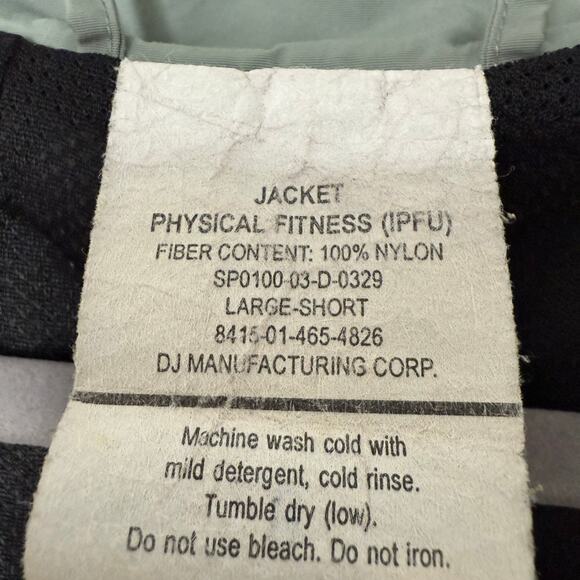 JACKET
PHYSICAL FITNESS (IPFU)
FIBER CONTENT: 100% NYLON
SP0100-03-D-0329
LARGE-SHORT
8415-01-465-4826
DJ MANUFACTURING CORP.
Machine wash cold with
mild detergent, cold rinse.
Tumble dry (low).
Do not use bleach. Do not iron.